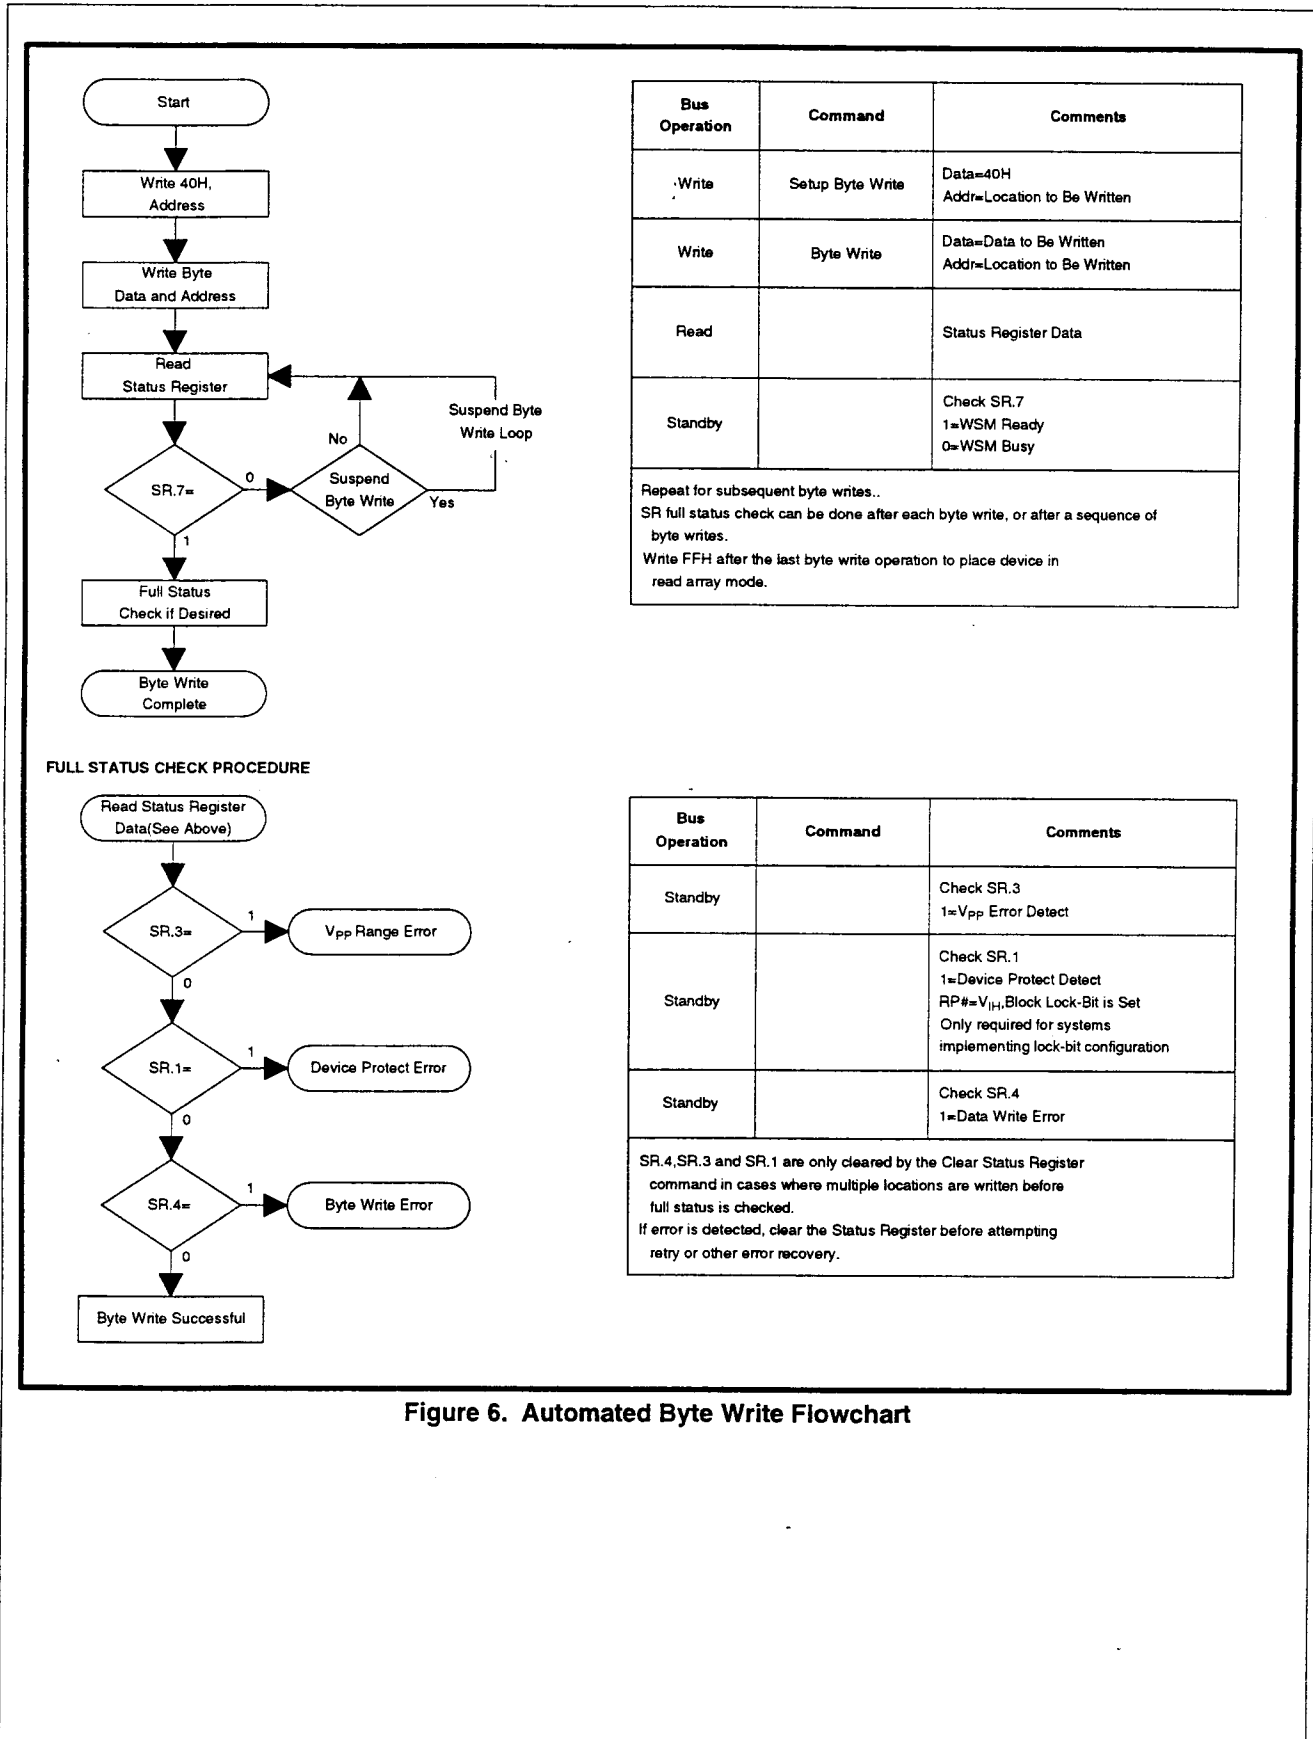 Start
Write 40H,
Address
Write Byte
Data and Address
Read
Status Register
Suspend Byte
Write Loop
No
SR.7=
0
Suspend
Byte Write
Yes
1
Full Status
Check if Desired
Byte Write
Complete
Bus
Operation
Command
Comments
Write
Setup Byte Write
Data=40H
Addr=Location to Be Written
Write
Byte Write
Data=Data to Be Written
Addr=Location to Be Written
Read
Status Register Data
Standby
Check SR.7
1=WSM Ready
0=WSM Busy
Repeat for subsequent byte writes..
SR full status check can be done after each byte write, or after a sequence of
byte writes.
Write FFH after the last byte write operation to place device in
read array mode.
FULL STATUS CHECK PROCEDURE
Read Status Register
Data(See Above)
SR.3=
1
VPP Range Error
0
SR.1=
1
Device Protect Error
0
SR.4=
1
Byte Write Error
0
Byte Write Successful
Bus
Operation
Command
Comments
Standby
Check SR.3
1=VPP Error Detect
Standby
Check SR.1
1=Device Protect Detect
RP#=VIH,Block Lock-Bit is Set
Only required for systems
implementing lock-bit configuration
Standby
Check SR.4
1=Data Write Error
SR.4,SR.3 and SR.1 are only cleared by the Clear Status Register
command in cases where multiple locations are written before
full status is checked.
If error is detected, clear the Status Register before attempting
retry or other error recovery.
Figure 6. Automated Byte Write Flowchart